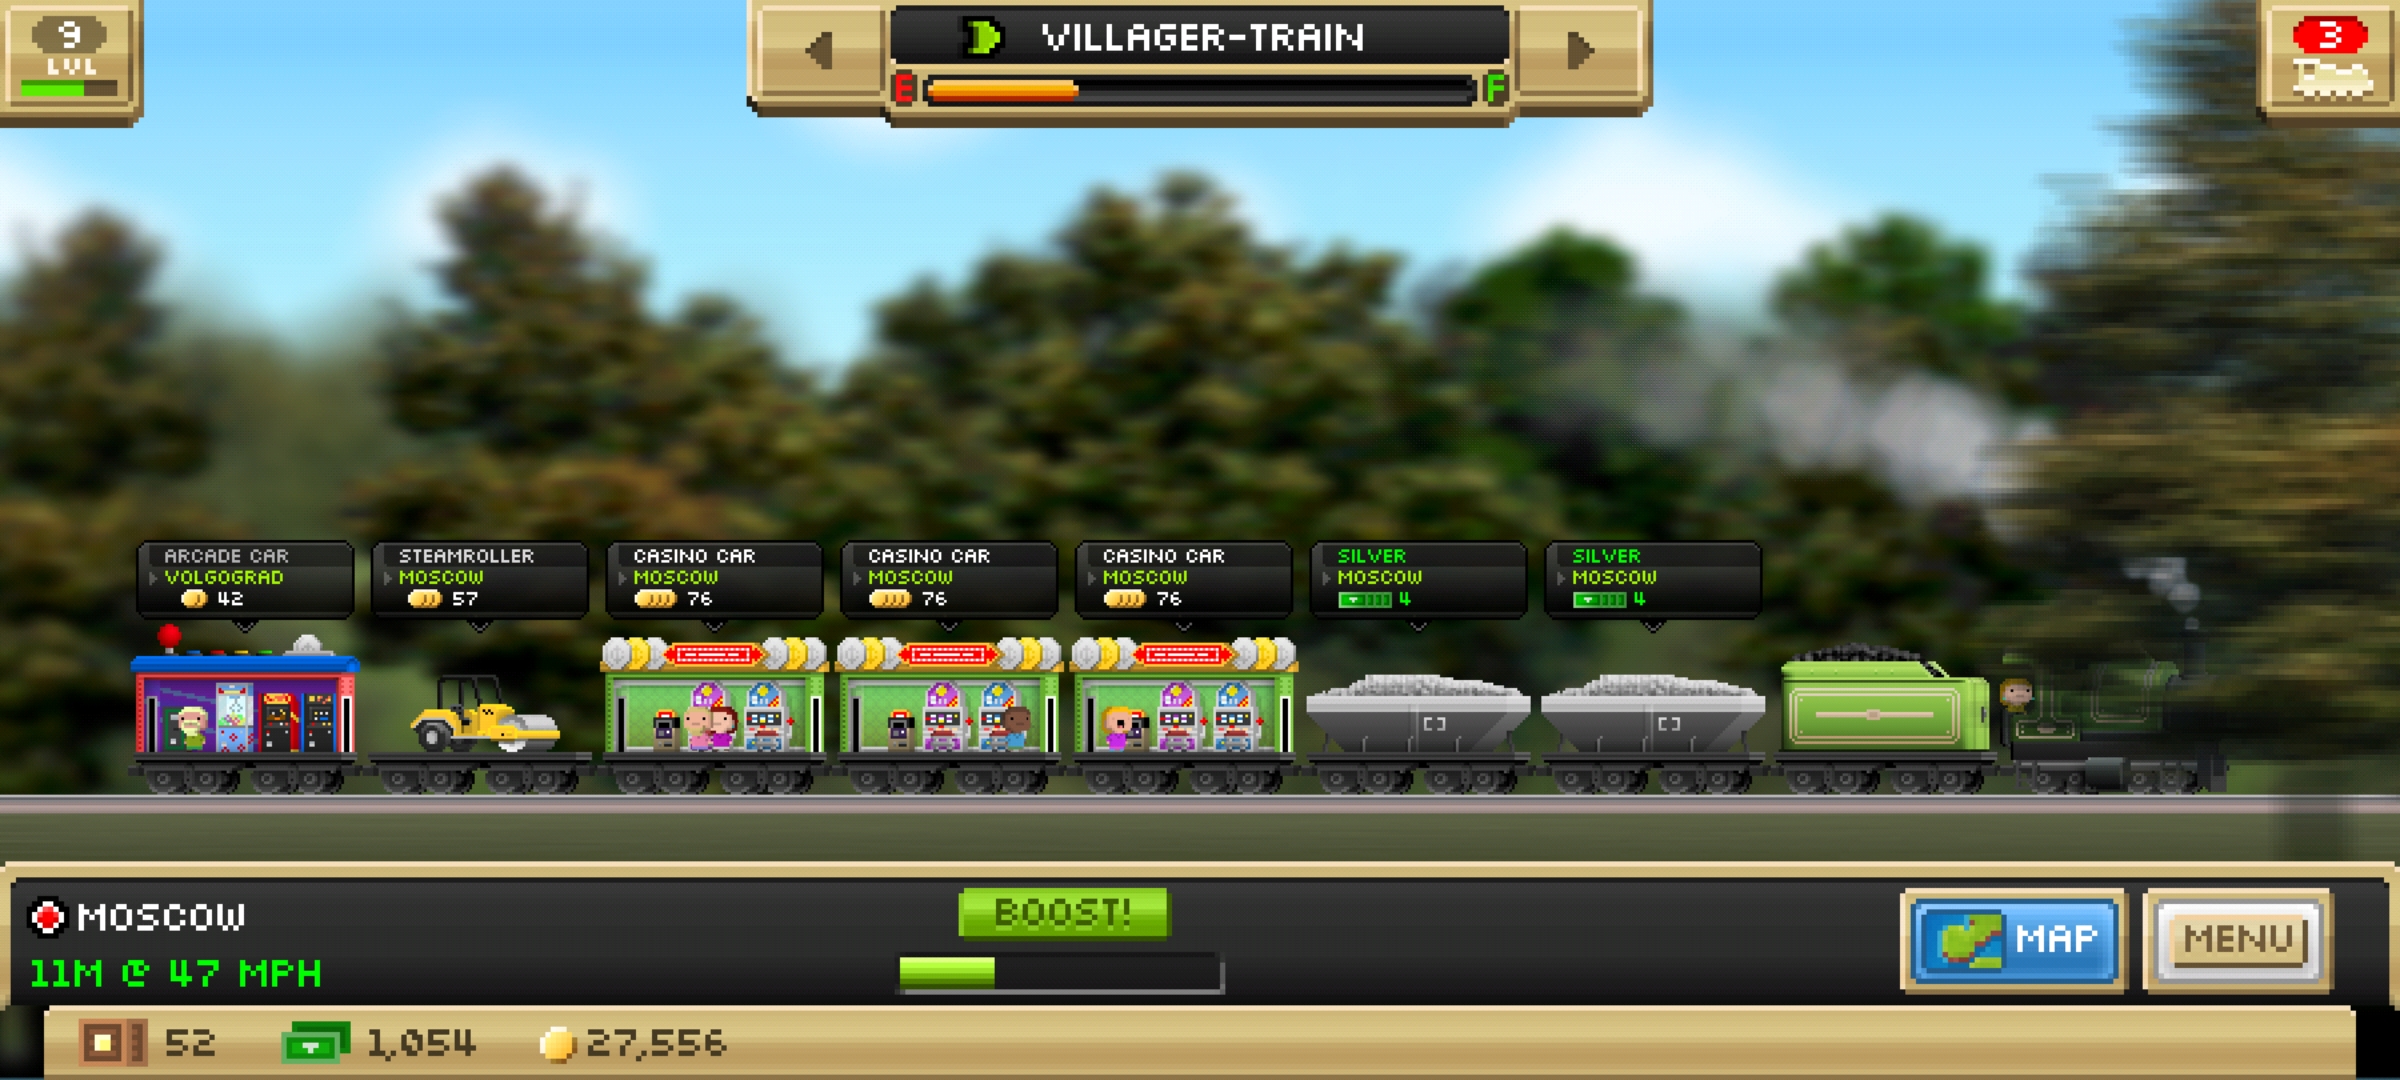 9
LVL
VILLAGER-TRAIN
E F
3
ARCADE CAR
VOLGOGRAD
42
STEAMROLLER
MOSCOW
57
CASINO CAR
MOSCOW
76
CASINO CAR
MOSCOW
76
CASINO CAR
MOSCOW
76
SILVER
MOSCOW
4
SILVER
MOSCOW
4
MOSCOW
11M @ 47 MPH
BOOST!
MAP
MENU
52
1,054
27,556